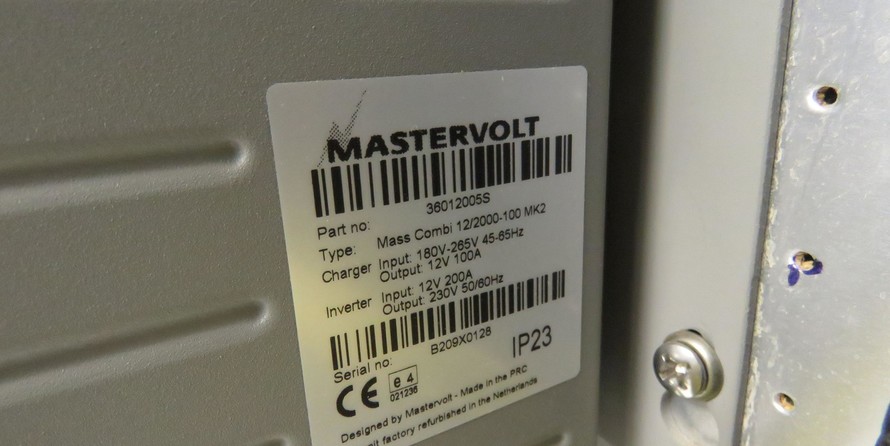 MASTERVOLT
Part no: 36012005S
Type: Mass Combi 12/2000-100 MK2
Charger Input: 180V-265V 45-65Hz
Output: 12V 100A
Inverter Input: 12V 200A
Output: 230V 50/60Hz
Serial no: B209X0128
IP23
CE e4
021236
Designed by Mastervolt - Made in the PRC
factory refurbished in the Netherlands